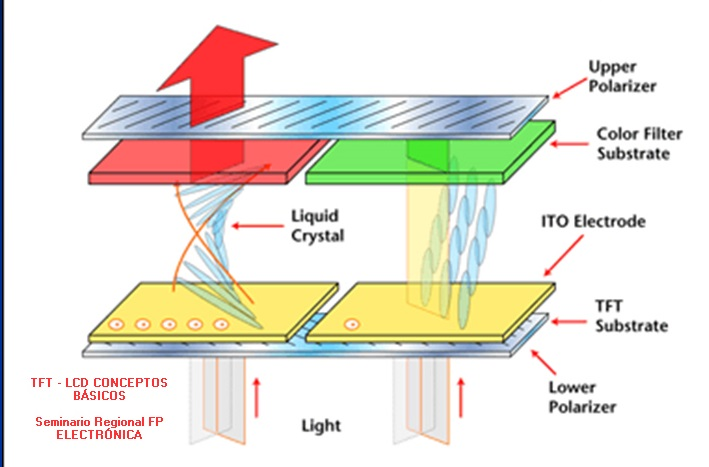 Upper
Polarizer
Color Filter
Substrate
Liquid
Crystal
ITO Electrode
TFT
Substrate
Lower
Polarizer
Light
TFT - LCD CONCEPTOS
BÁSICOS
Seminario Regional FP
ELECTRÓNICA